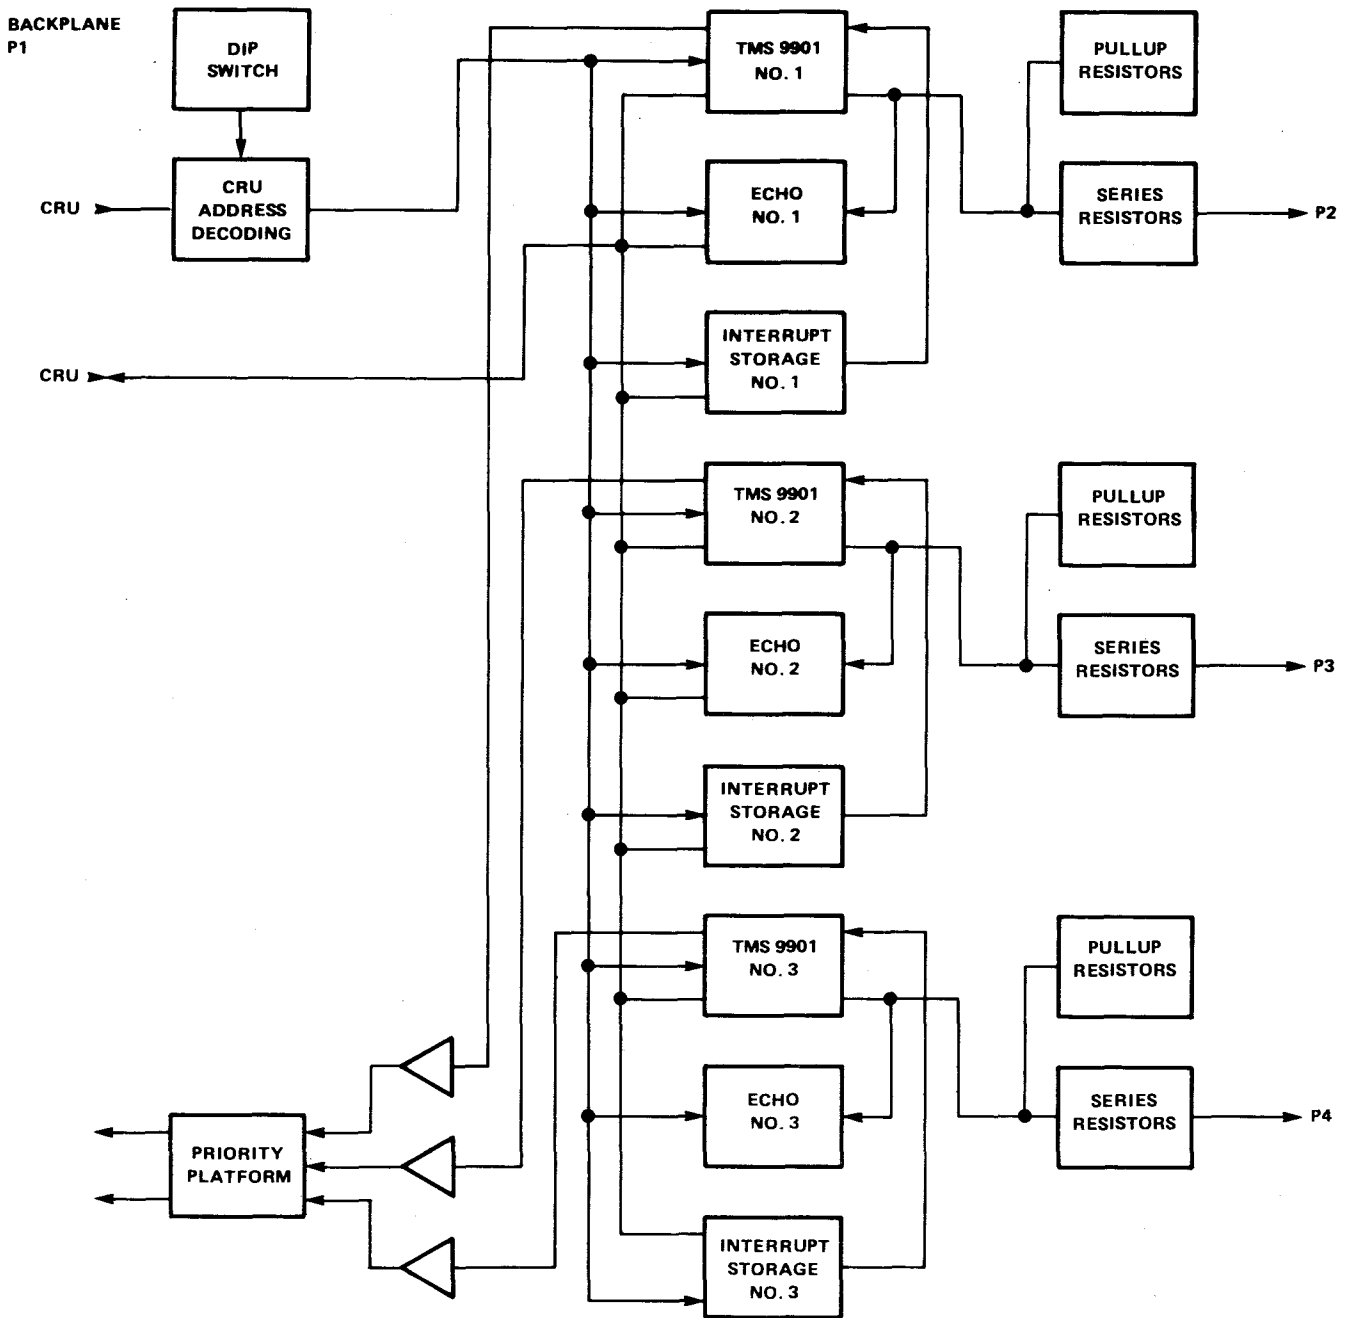 BACKPLANE
P1
DIP
SWITCH
CRU
CRU
ADDRESS
DECODING
CRU
TMS 9901
NO. 1
ECHO
NO. 1
INTERRUPT
STORAGE
NO. 1
PULLUP
RESISTORS
SERIES
RESISTORS
P2
TMS 9901
NO. 2
ECHO
NO. 2
INTERRUPT
STORAGE
NO. 2
PULLUP
RESISTORS
SERIES
RESISTORS
P3
TMS 9901
NO. 3
ECHO
NO. 3
INTERRUPT
STORAGE
NO. 3
PULLUP
RESISTORS
SERIES
RESISTORS
P4
PRIORITY
PLATFORM